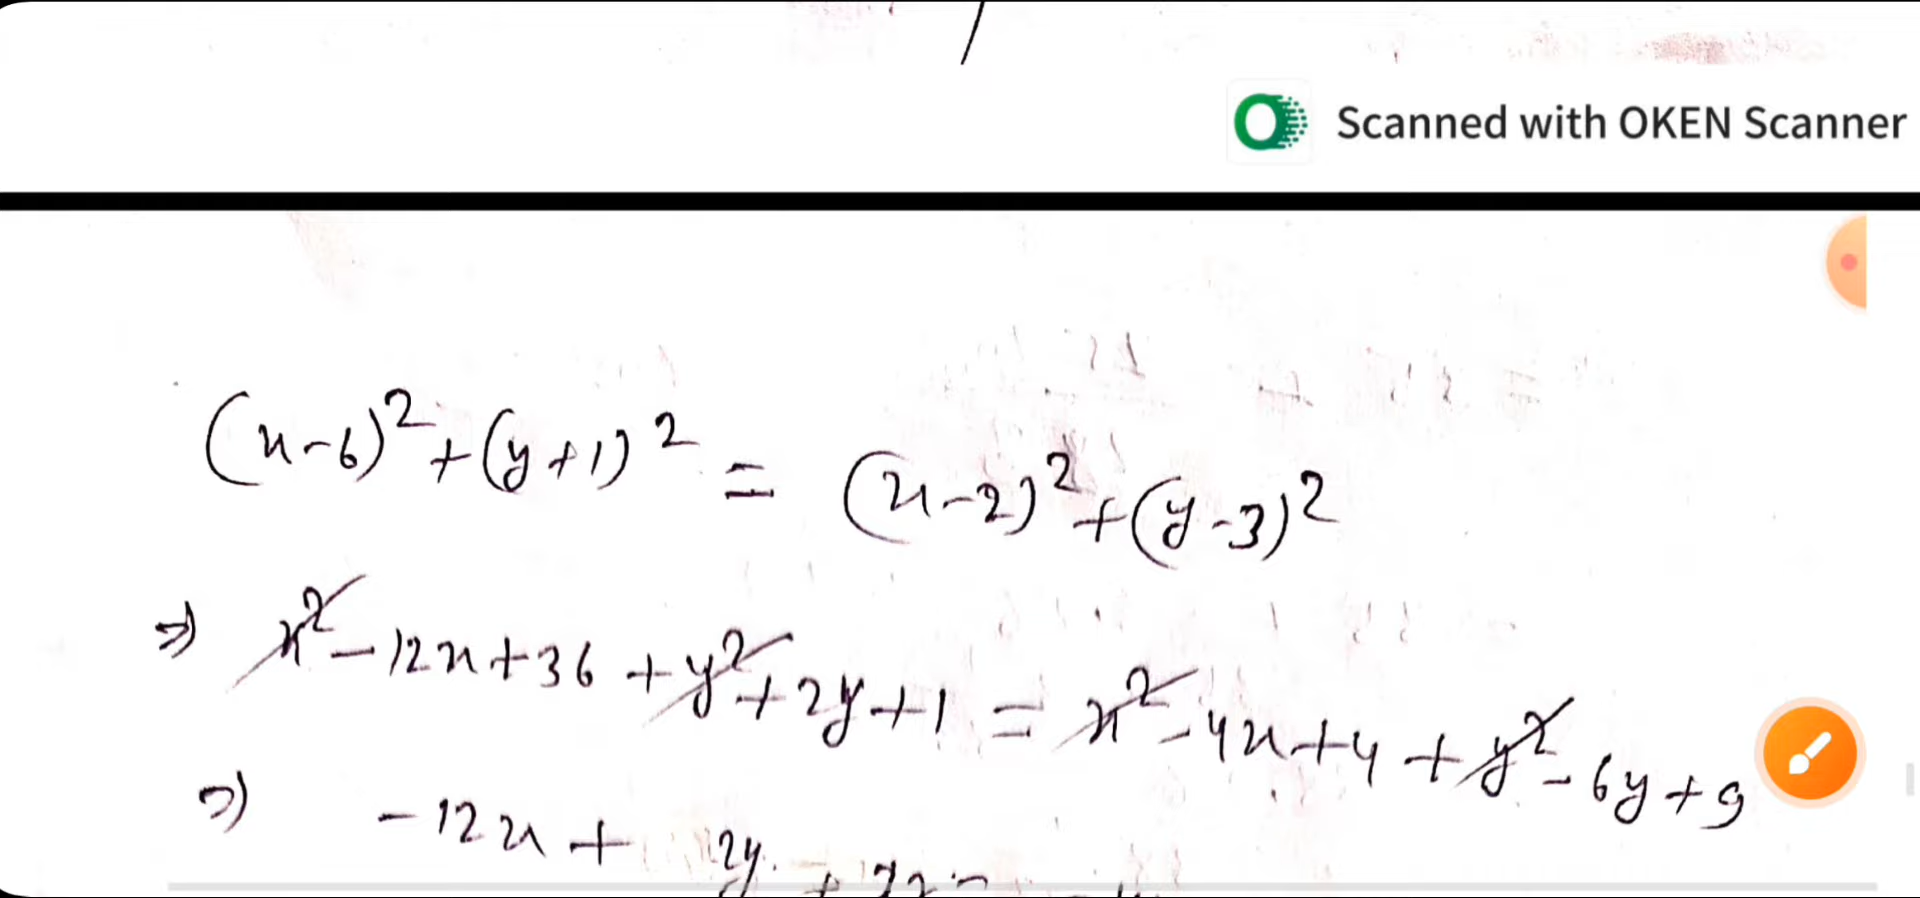 Scanned with OKEN Scanner
(x-6)²+(y+1)² = (x-2)²+(y-3)²
⇒ x²-12x+36+y²+2y+1 = x²-4x+4+y²-6y+9
⇒ -12x + 2y